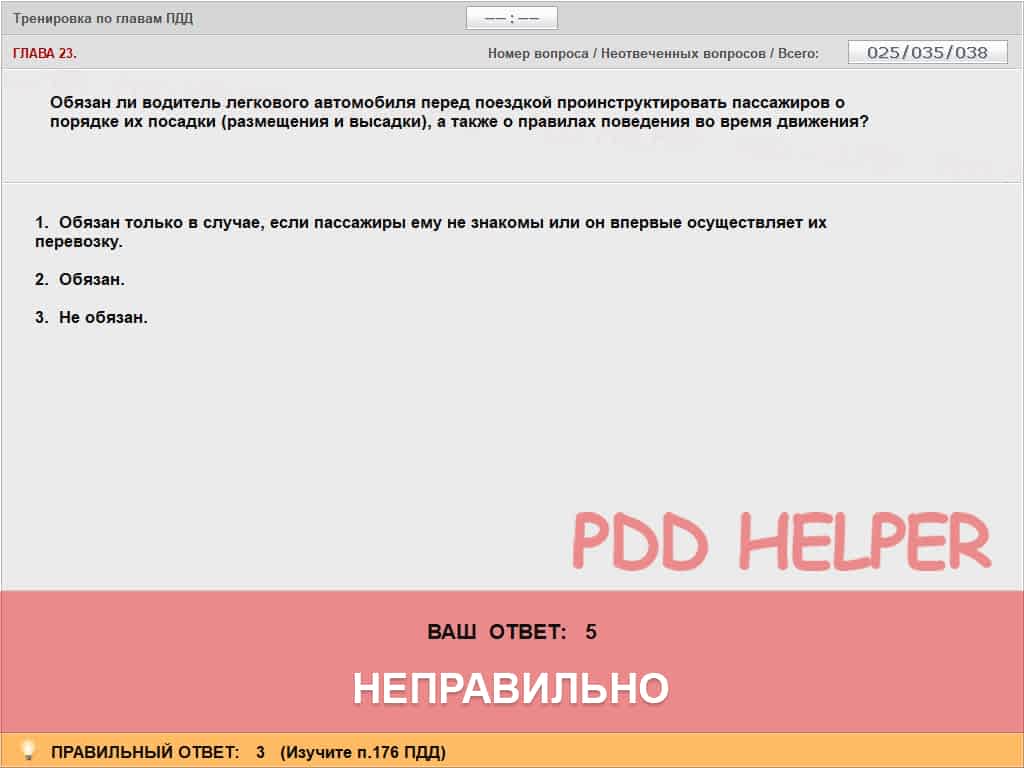 Тренировка по главам ПДД
–– : ––
ГЛАВА 23.
Номер вопроса / Неотвеченных вопросов / Всего:
025/035/038
Обязан ли водитель легкового автомобиля перед поездкой проинструктировать пассажиров о
порядке их посадки (размещения и высадки), а также о правилах поведения во время движения?
1. Обязан только в случае, если пассажиры ему не знакомы или он впервые осуществляет их
перевозку.
2. Обязан.
3. Не обязан.
PDD HELPER
ВАШ ОТВЕТ: 5
НЕПРАВИЛЬНО
ПРАВИЛЬНЫЙ ОТВЕТ: 3 (Изучите п.176 ПДД)